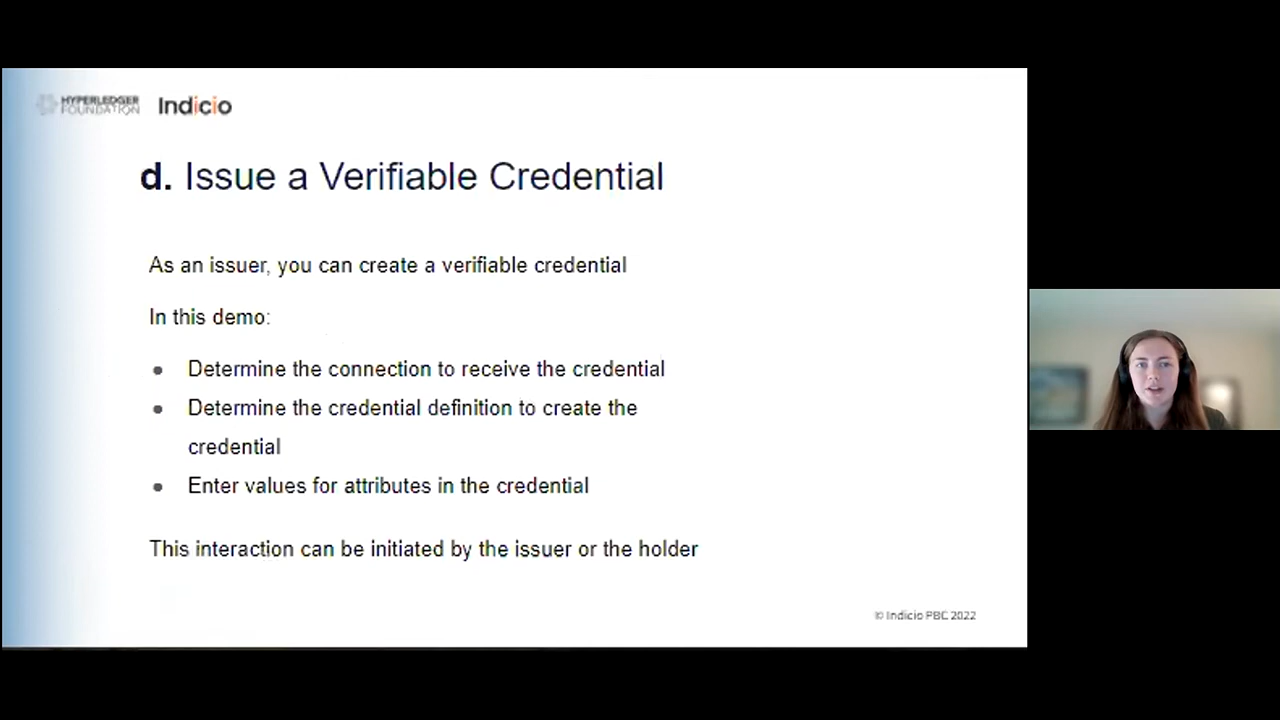 HYPERLEDGER
FOUNDATION
Indicio
d. Issue a Verifiable Credential
As an issuer, you can create a verifiable credential
In this demo:
● Determine the connection to receive the credential
● Determine the credential definition to create the
credential
● Enter values for attributes in the credential
This interaction can be initiated by the issuer or the holder
© Indicio PBC 2022